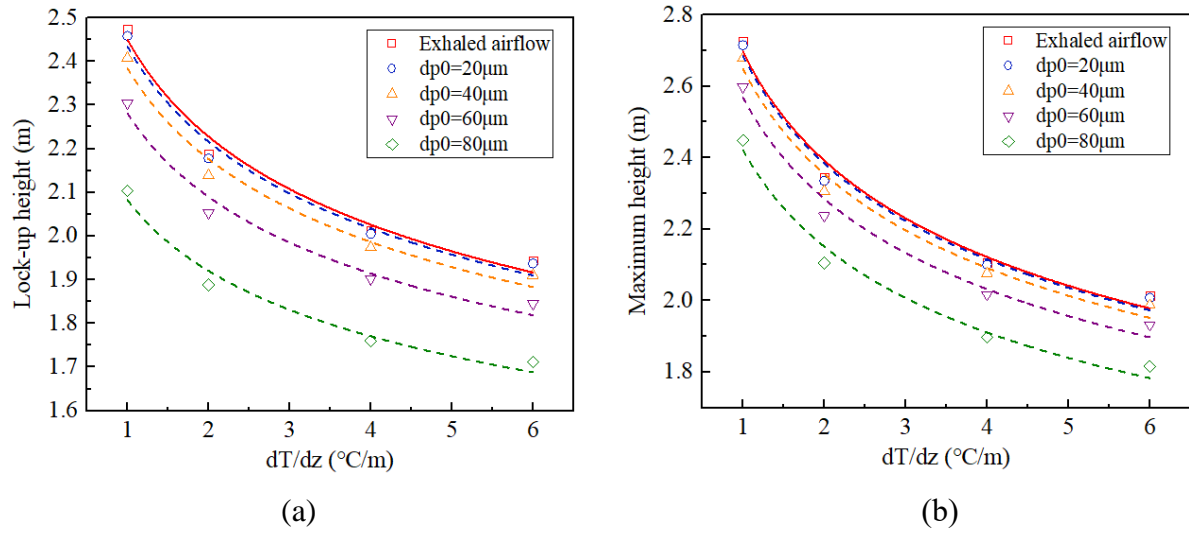 2.5
2.4
2.3
2.2
2.1
2.0
1.9
1.8
1.7
1.6
Lock-up height (m)
Exhaled airflow
dp0=20μm
dp0=40μm
dp0=60μm
dp0=80μm
1 2 3 4 5 6
dT/dz (°C/m)
(a)
2.8
2.6
2.4
2.2
2.0
1.8
Maximum height (m)
Exhaled airflow
dp0=20μm
dp0=40μm
dp0=60μm
dp0=80μm
1 2 3 4 5 6
dT/dz (°C/m)
(b)